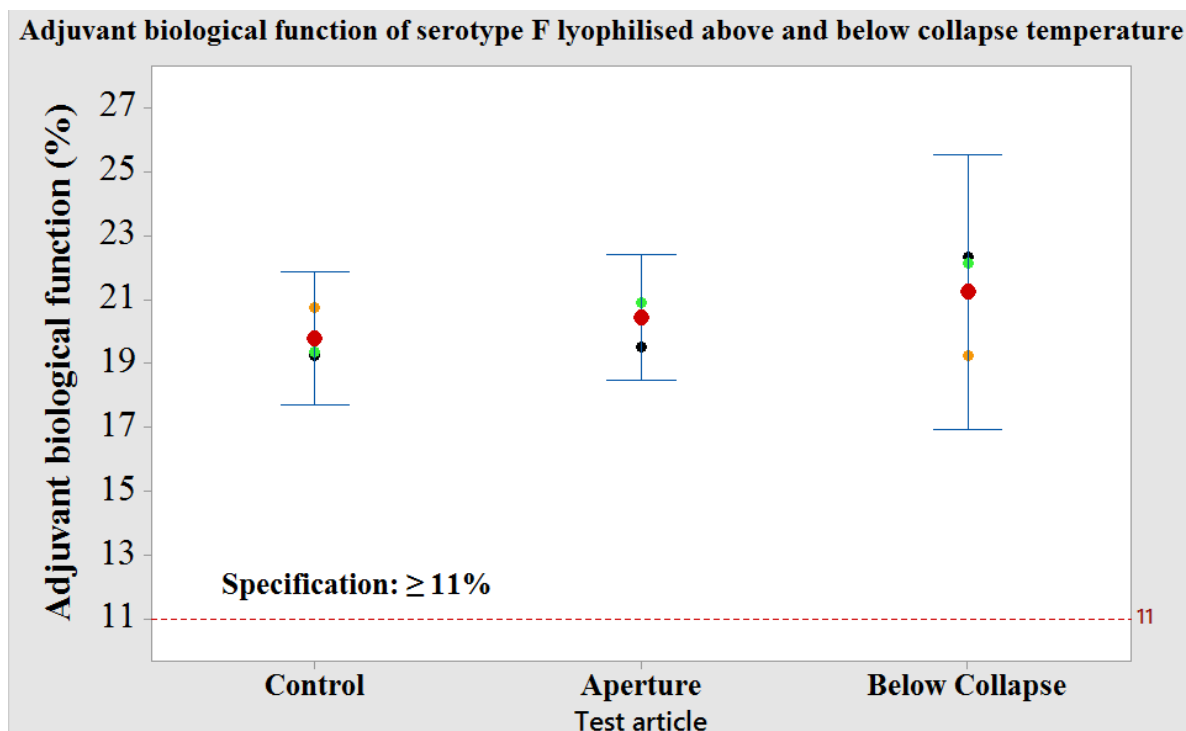 Adjuvant biological function of serotype F lyophilised above and below collapse temperature
Adjuvant biological function (%)
27
25
23
21
19
17
15
13
11
Specification: ≥ 11%
11
Control
Aperture
Below Collapse
Test article